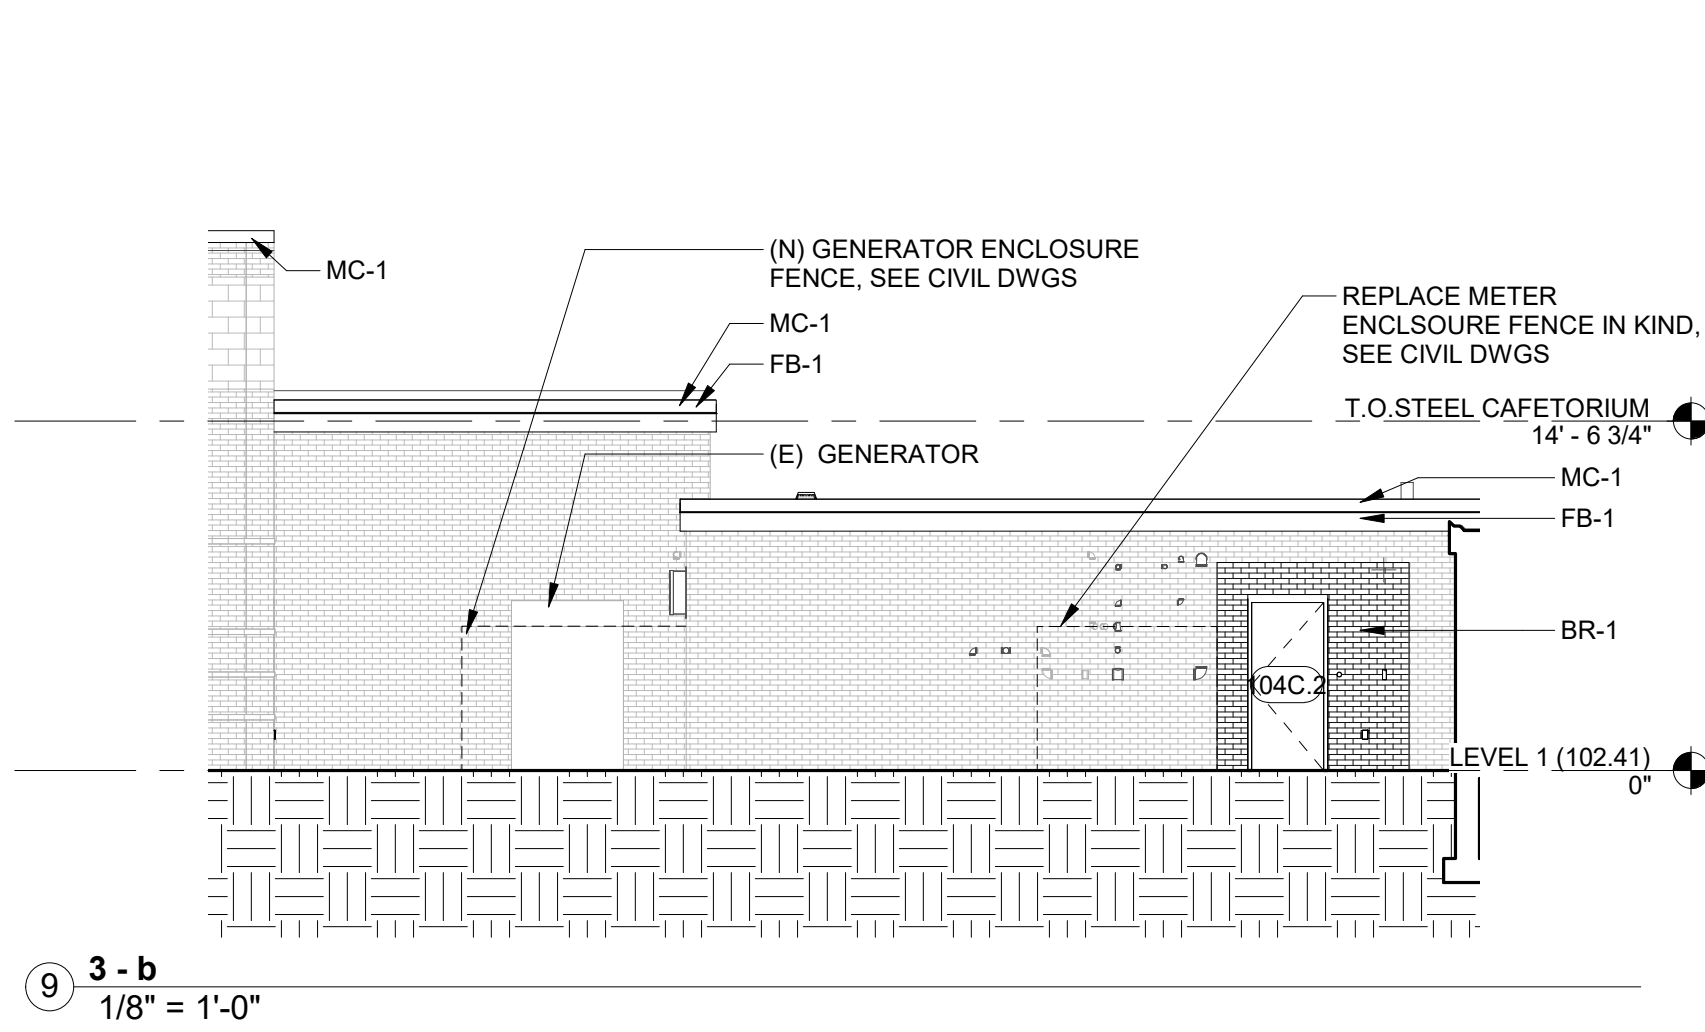 MC-1
(N) GENERATOR ENCLOSURE
FENCE, SEE CIVIL DWGS
MC-1
FB-1
(E) GENERATOR
REPLACE METER
ENCLSOURE FENCE IN KIND,
SEE CIVIL DWGS
T.O.STEEL CAFETORIUM
14' - 6 3/4"
MC-1
FB-1
BR-1
104C.2
LEVEL 1 (102.41)
0"
9
3 - b
1/8" = 1'-0"